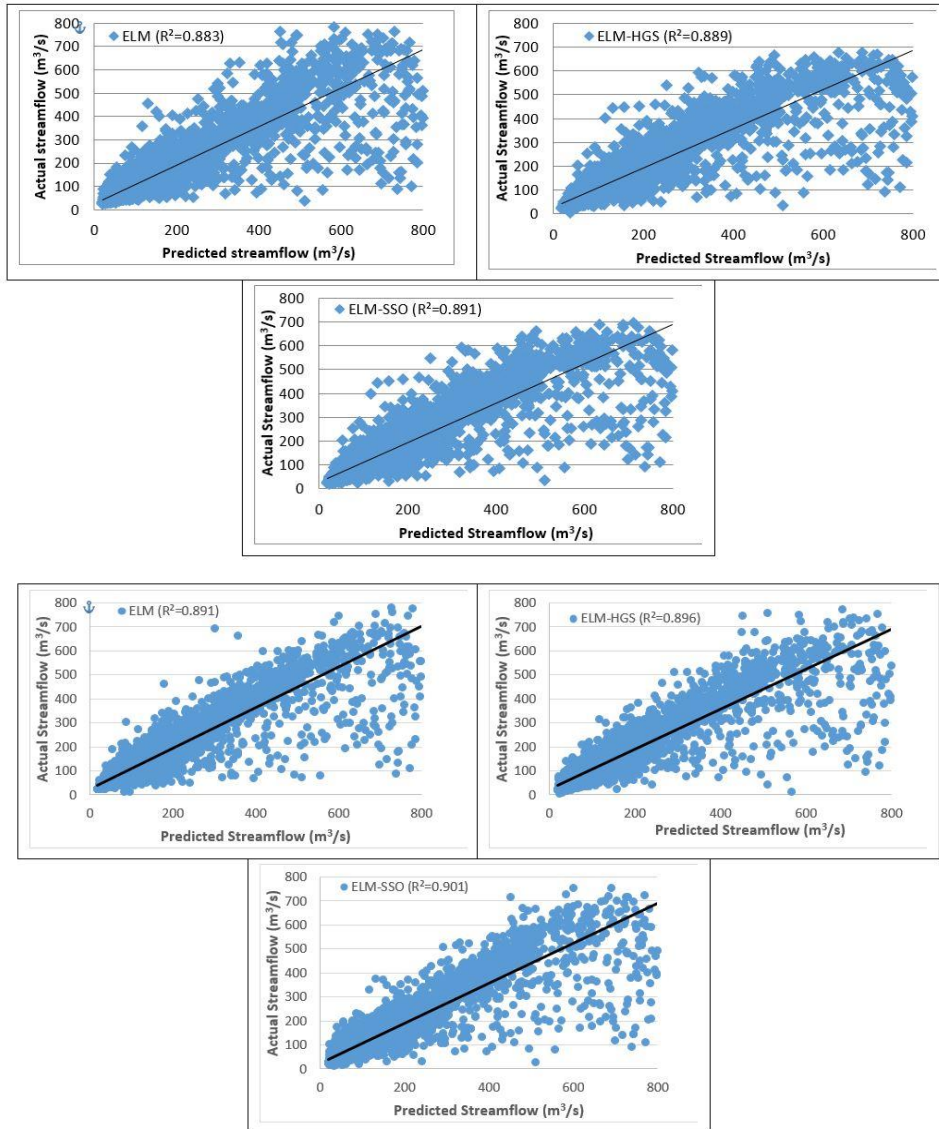 ELM (R²=0.883)
Actual streamflow (m³/s)
800
700
600
500
400
300
200
100
0
0 200 400 600 800
Predicted streamflow (m³/s)
ELM-HGS (R²=0.889)
Actual Streamflow (m³/s)
800
700
600
500
400
300
200
100
0
0 200 400 600 800
Predicted Streamflow (m³/s)
ELM-SSO (R²=0.891)
Actual Streamflow (m³/s)
800
700
600
500
400
300
200
100
0
0 200 400 600 800
Predicted Streamflow (m³/s)
ELM (R²=0.891)
Actual Streamflow (m³/s)
800
700
600
500
400
300
200
100
0
0 200 400 600 800
Predicted Streamflow (m³/s)
ELM-HGS (R²=0.896)
Actual Streamflow (m³/s)
800
700
600
500
400
300
200
100
0
0 200 400 600 800
Predicted Streamflow (m³/s)
ELM-SSO (R²=0.901)
Actual Streamflow (m³/s)
800
700
600
500
400
300
200
100
0
0 200 400 600 800
Predicted Streamflow (m³/s)